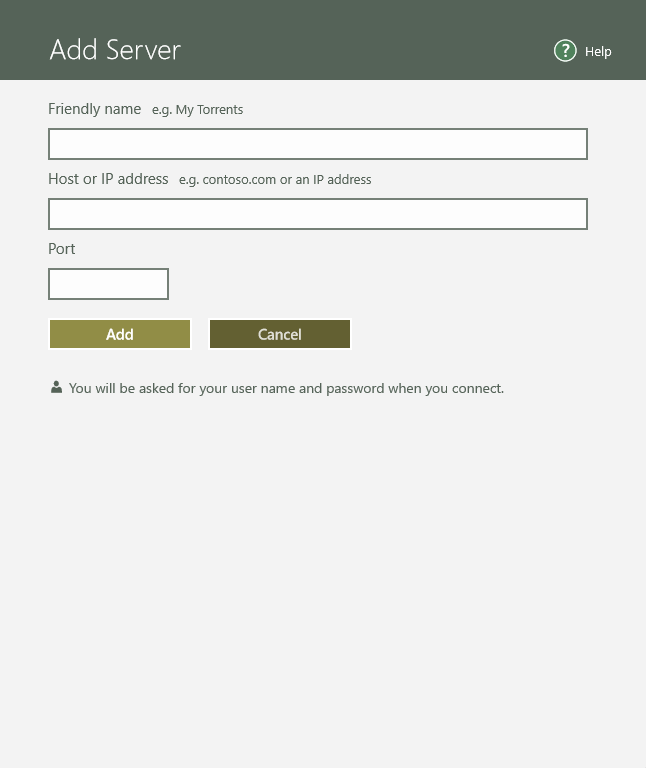 Add Server
? Help
Friendly name e.g. My Torrents
Host or IP address e.g. contoso.com or an IP address
Port
Add Cancel
You will be asked for your user name and password when you connect.